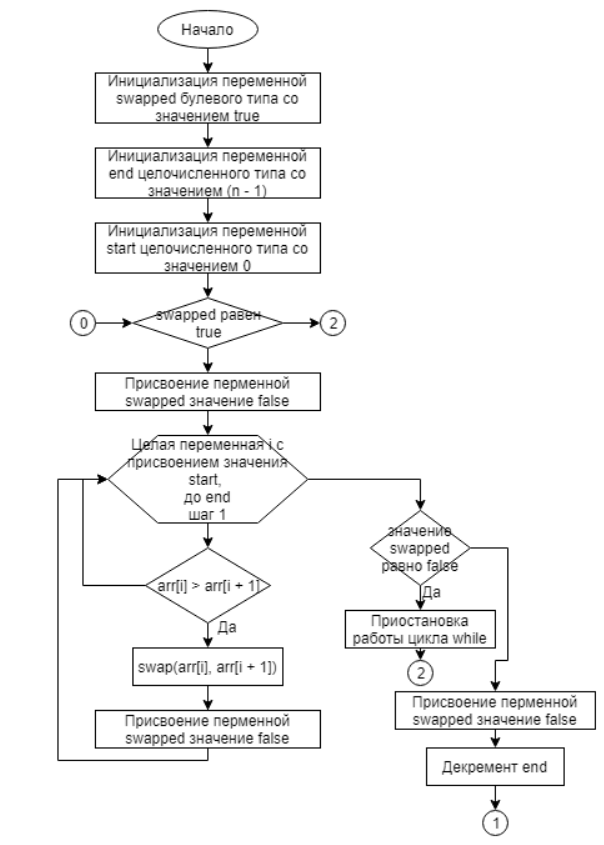 Начало
Инициализация переменной
swapped булевого типа со
значением true
Инициализация переменной
end целочисленного типа со
значением (n - 1)
Инициализация переменной
start целочисленного типа со
значением 0
0
swapped равен
true
2
Присвоение перменной
swapped значение false
Целая переменная i с
присвоением значения
start,
до end
шаг 1
значение
swapped
равно false
Да
arr[i] > arr[i + 1]
Да
Приостановка
работы цикла while
2
swap(arr[i], arr[i + 1])
Присвоение перменной
swapped значение false
Присвоение перменной
swapped значение false
Декремент end
1